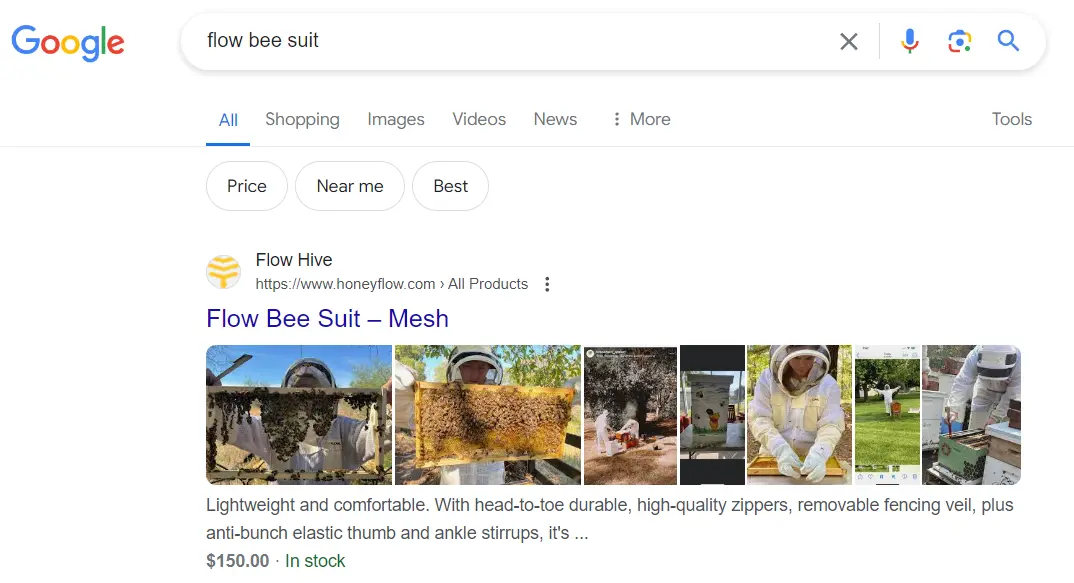 Google
flow bee suit
All Shopping Images Videos News More Tools
Price Near me Best
Flow Hive
https://www.honeyflow.com › All Products
Flow Bee Suit – Mesh
Lightweight and comfortable. With head-to-toe durable, high-quality zippers, removable fencing veil, plus
anti-bunch elastic thumb and ankle stirrups, it's ...
$150.00 · In stock